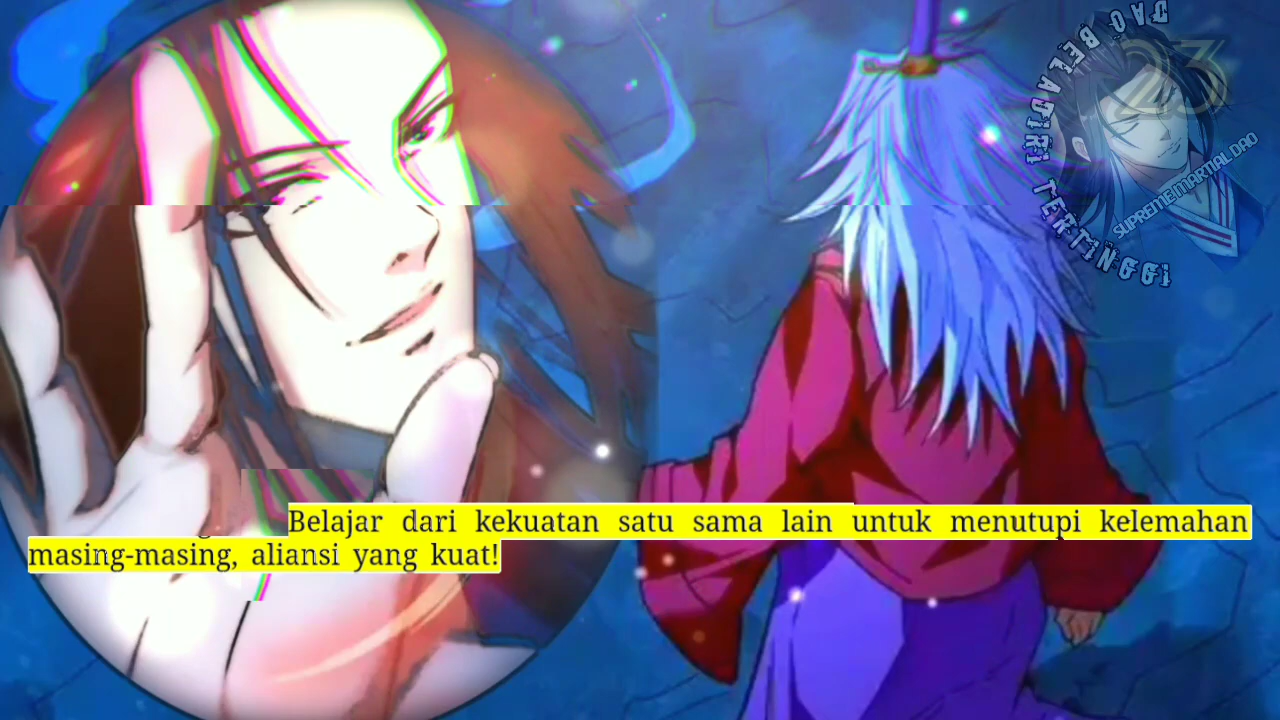 DAO BELADIRI TERTINGGI
23
SUPREME MARTIAL DAO
Belajar dari kekuatan satu sama lain untuk menutupi kelemahan
masing-masing, aliansi yang kuat!